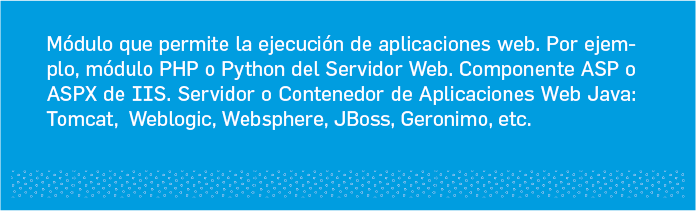 Módulo que permite la ejecución de aplicaciones web. Por ejem-
plo, módulo PHP o Python del Servidor Web. Componente ASP o
ASPX de IIS. Servidor o Contenedor de Aplicaciones Web Java:
Tomcat,  Weblogic, Websphere, JBoss, Geronimo, etc.